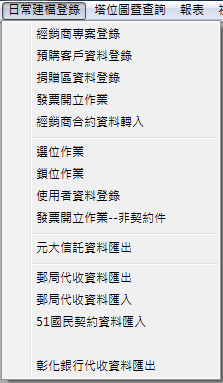 日常建檔登錄 塔位圖暨查詢 報表
經銷商專案登錄
預購客戶資料登錄
捐贈區資料登錄
發票開立作業
經銷商合約資料轉入
選位作業
鎖位作業
使用者資料登錄
發票開立作業--非契約件
元大信託資料匯出
郵局代收資料匯出
郵局代收資料匯入
51國民契約資料匯入
彰化銀行代收資料匯出